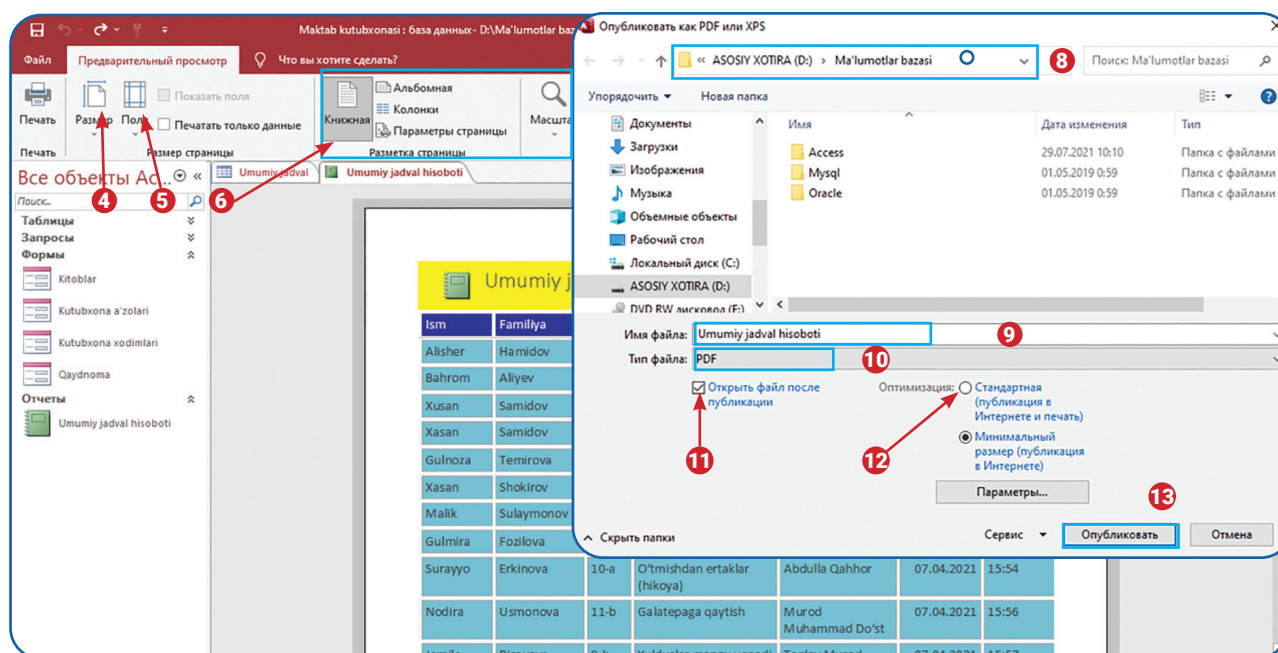 Maktab kutubxonasi : база данных- D:\Ma'lumotlar baz
Файл Предварительный просмотр Что вы хотите сделать?
Печать
Размер
Поля
Показать поля
Печатать только данные
Книжная
Альбомная
Колонки
Параметры страницы
Масшта
Печать Размер страницы Разметка страницы
4
5
6
Все объекты Ac... «
Поиск...
Таблицы
Запросы
Формы
Kitoblar
Kutubxona a'zolari
Kutubxona xodimlari
Qaydnoma
Отчеты
Umumiy jadval hisoboti
Umumiy jadval Umumiy jadval hisoboti
Umumiy j
Ism Familiya
Alisher Hamidov
Bahrom Aliyev
Xusan Samidov
Xasan Samidov
Gulnoza Temirova
Xasan Shokirov
Malik Sulaymonov
Gulmira Fozilova
Surayyo Erkinova 10-a O‘tmishdan ertaklar Abdulla Qahhor 07.04.2021 15:54
(hikoya)
Nodira Usmonova 11-b Galatepaga qaytish Murod 07.04.2021 15:56
Muhammad Do‘st
Опубликовать как PDF или XPS
« ASOSIY XOTIRA (D:) › Ma'lumotlar bazasi
8
Поиск: Ma'lumotlar bazasi
Упорядочить Новая папка
Документы
Загрузки
Изображения
Музыка
Объемные объекты
Рабочий стол
Локальный диск (C:)
ASOSIY XOTIRA (D:)
DVD RW дисковод (F:)
Имя Дата изменения Тип
Access 29.07.2021 10:10 Папка с файлами
Mysql 01.05.2019 0:59 Папка с файлами
Oracle 01.05.2019 0:59 Папка с файлами
Имя файла: Umumiy jadval hisoboti
9
Тип файла: PDF
10
Открыть файл после
публикации
11
Оптимизация:
Стандартная
(публикация в
Интернете и печать)
12
Минимальный
размер (публикация
в Интернете)
Параметры...
13
Скрыть папки Сервис Опубликовать Отмена